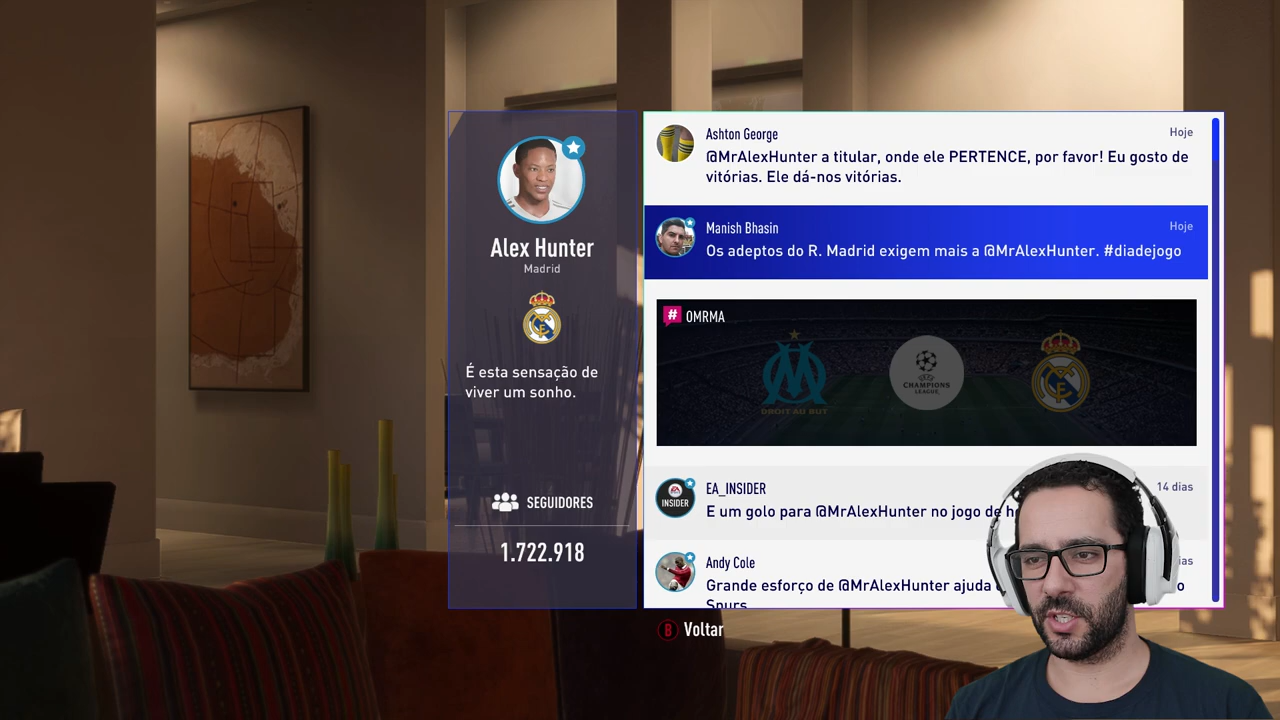 Alex Hunter
Madrid
É esta sensação de
viver um sonho.
SEGUIDORES
1.722.918
Ashton George
Hoje
@MrAlexHunter a titular, onde ele PERTENCE, por favor! Eu gosto de
vitórias. Ele dá-nos vitórias.
Manish Bhasin
Hoje
Os adeptos do R. Madrid exigem mais a @MrAlexHunter. #diadejogo
# OMRMA
DROIT AU BUT
UEFA
CHAMPIONS
LEAGUE
INSIDER
EA_INSIDER
14 dias
E um golo para @MrAlexHunter no jogo de
Andy Cole
Grande esforço de @MrAlexHunter ajuda
Spurs
B Voltar